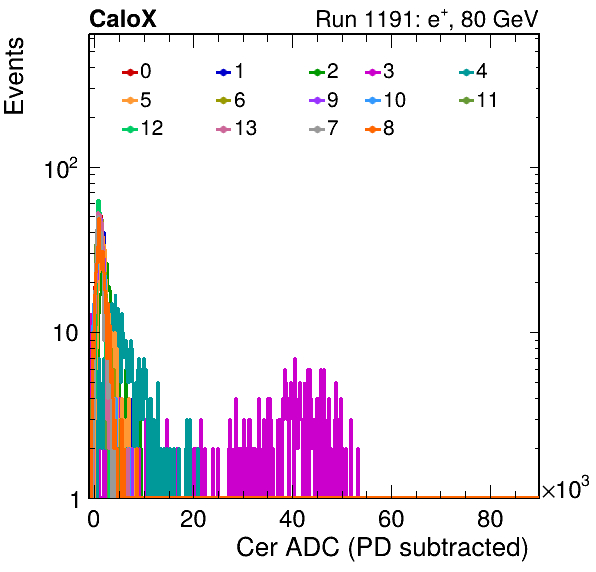 CaloX Run 1191: e⁺, 80 GeV
Events
0 1 2 3 4
5 6 9 10 11
12 13 7 8
10²
10
1
0 20 40 60 80 ×10³
Cer ADC (PD subtracted)